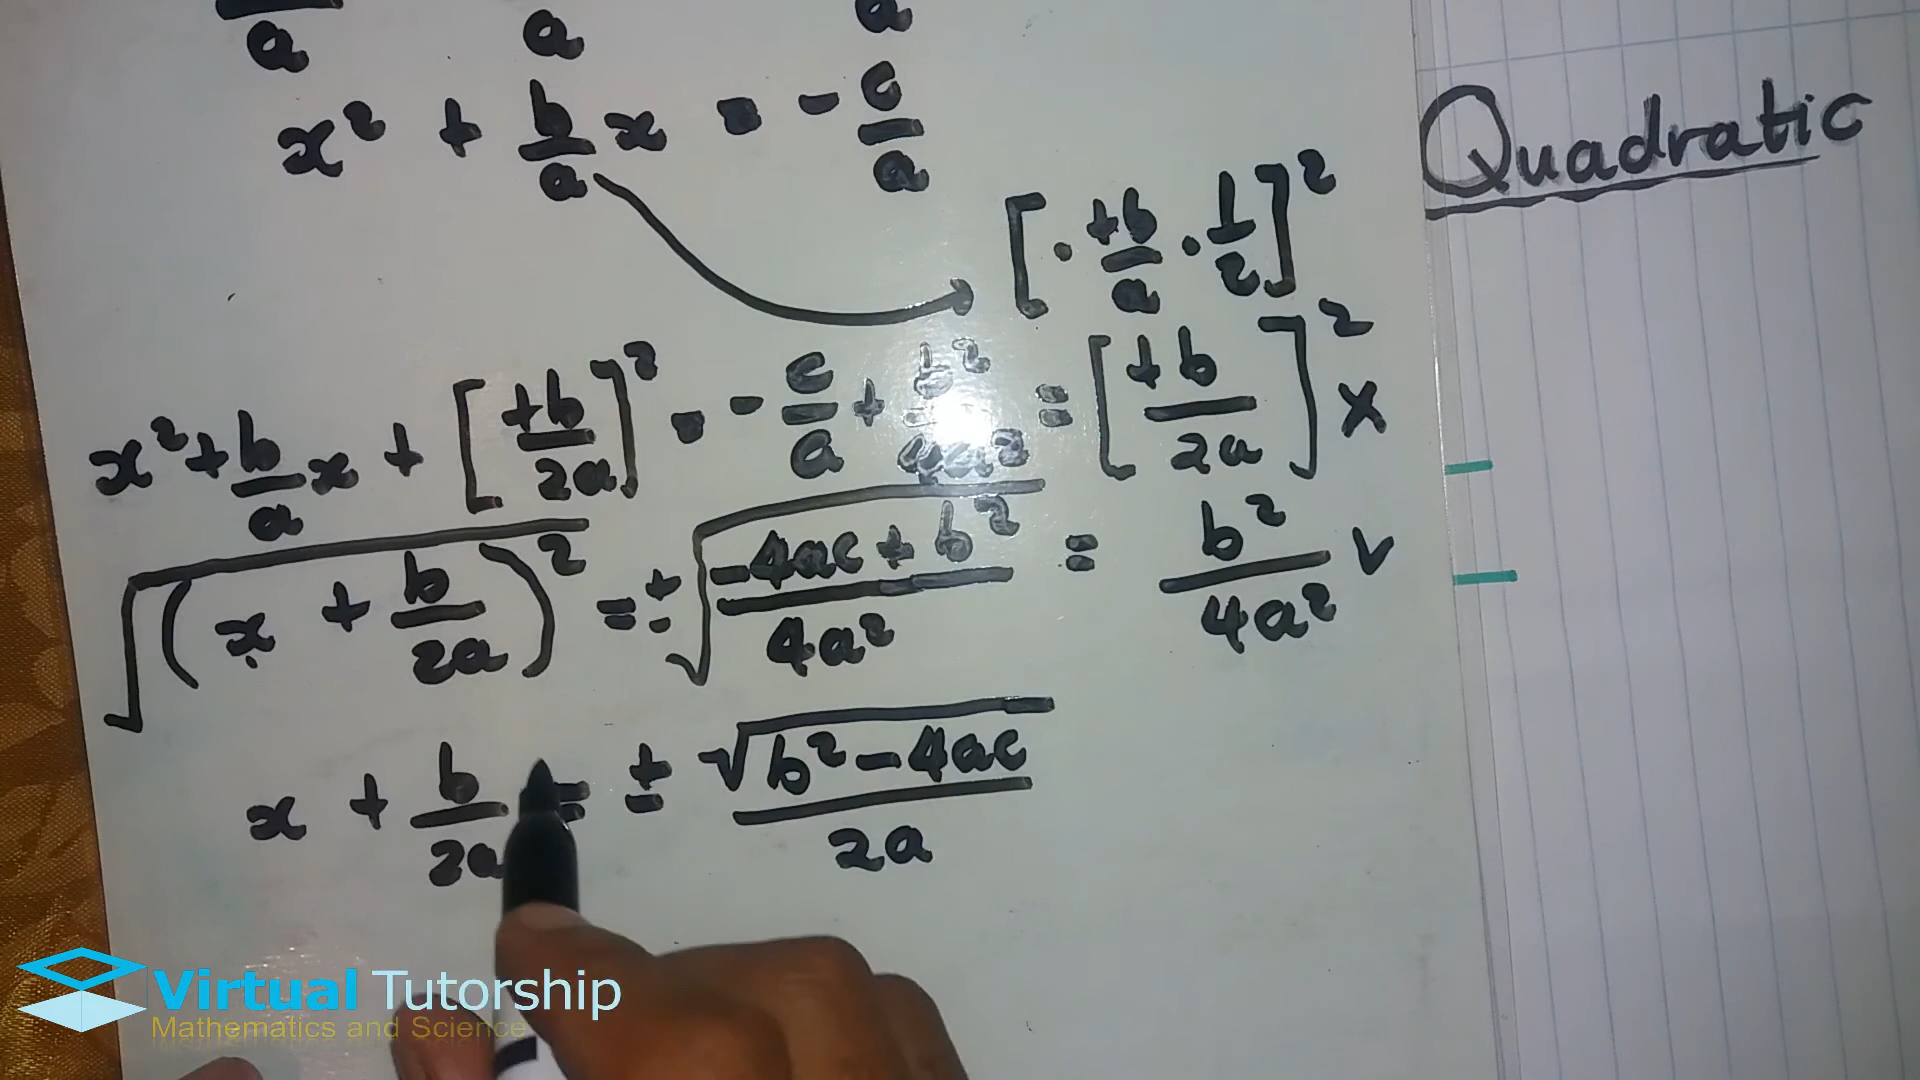 a a a
x² + b/a x = - c/a
Quadratic
[· +b/a · 1/2]²
x² + b/a x + [+b/2a]² = - c/a + b²/4a² = [+b/2a]² x
√(x + b/2a)² = ± √-4ac + b²/4a² = b²/4a² v
x + b/2a = ± √b² - 4ac/2a
Virtual Tutorship
Mathematics and Science